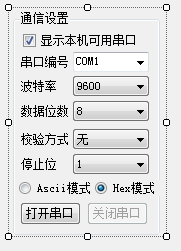 通信设置
显示本机可用串口
串口编号 COM1
波特率 9600
数据位数 8
校验方式 无
停止位 1
Ascii模式 Hex模式
打开串口 关闭串口